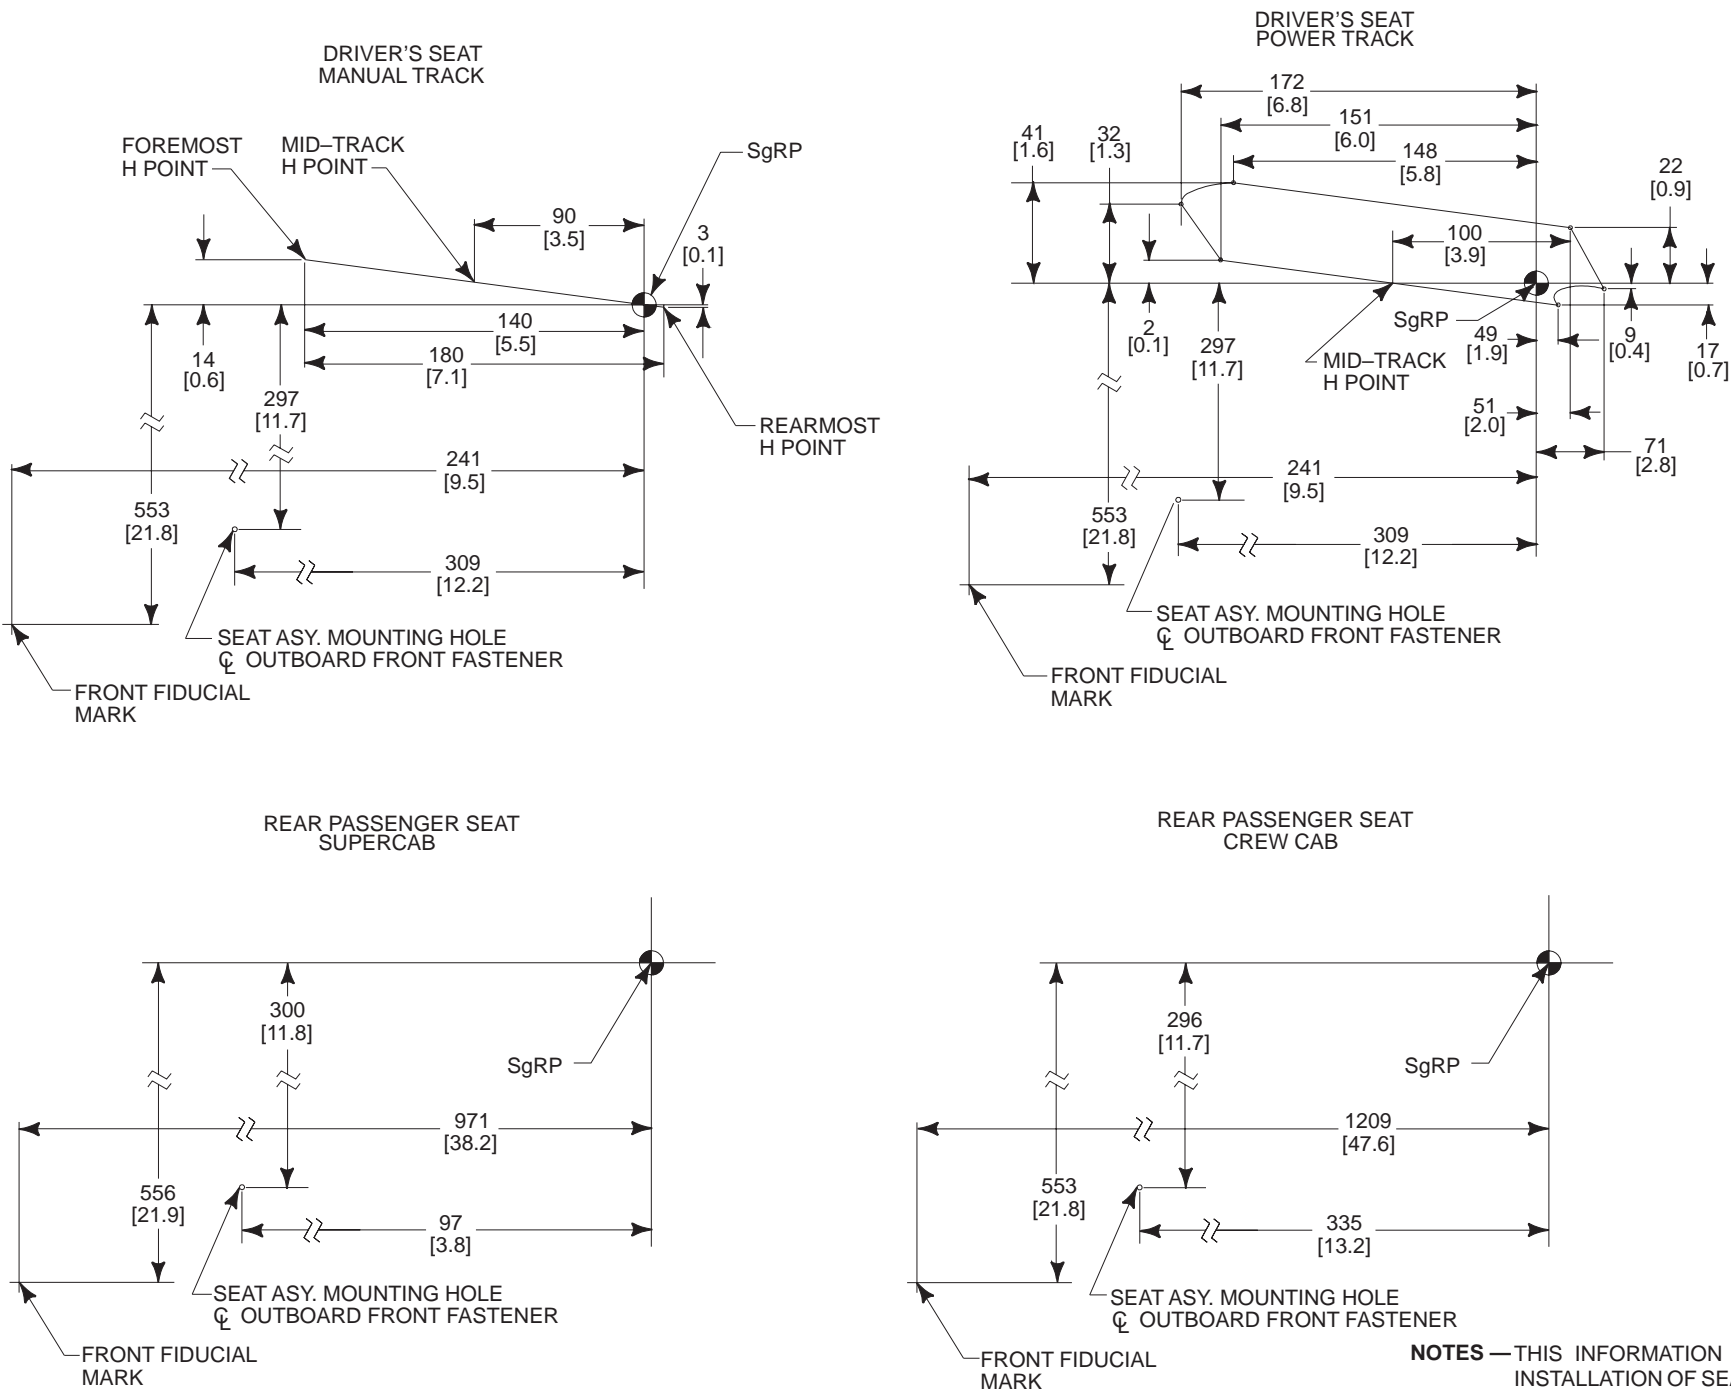 DRIVER'S SEAT
MANUAL TRACK
FOREMOST
H POINT
MID–TRACK
H POINT
SgRP
90
[3.5]
3
[0.1]
140
[5.5]
180
[7.1]
14
[0.6]
297
[11.7]
REARMOST
H POINT
241
[9.5]
553
[21.8]
309
[12.2]
SEAT ASY. MOUNTING HOLE
℄ OUTBOARD FRONT FASTENER
FRONT FIDUCIAL
MARK
DRIVER'S SEAT
POWER TRACK
172
[6.8]
151
[6.0]
148
[5.8]
41
[1.6]
32
[1.3]
22
[0.9]
100
[3.9]
SgRP
2
[0.1]
297
[11.7]
MID–TRACK
H POINT
49
[1.9]
9
[0.4]
17
[0.7]
51
[2.0]
71
[2.8]
241
[9.5]
553
[21.8]
309
[12.2]
SEAT ASY. MOUNTING HOLE
℄ OUTBOARD FRONT FASTENER
FRONT FIDUCIAL
MARK
REAR PASSENGER SEAT
SUPERCAB
300
[11.8]
SgRP
971
[38.2]
556
[21.9]
97
[3.8]
SEAT ASY. MOUNTING HOLE
℄ OUTBOARD FRONT FASTENER
FRONT FIDUCIAL
MARK
REAR PASSENGER SEAT
CREW CAB
296
[11.7]
SgRP
1209
[47.6]
553
[21.8]
335
[13.2]
SEAT ASY. MOUNTING HOLE
℄ OUTBOARD FRONT FASTENER
FRONT FIDUCIAL
MARK
NOTES — THIS INFORMATION
INSTALLATION OF